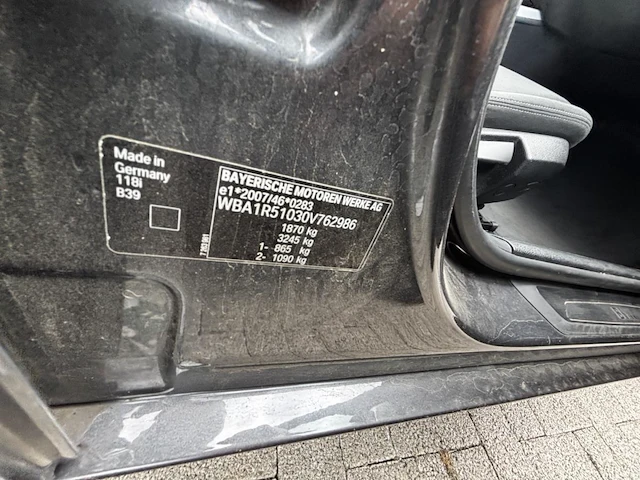 Made in
Germany
118i
B39
BAYERISCHE MOTOREN WERKE AG
e1*2007/46*0283
WBA1R51030V762986
1870 kg
3245 kg
1- 865 kg
2- 1090 kg